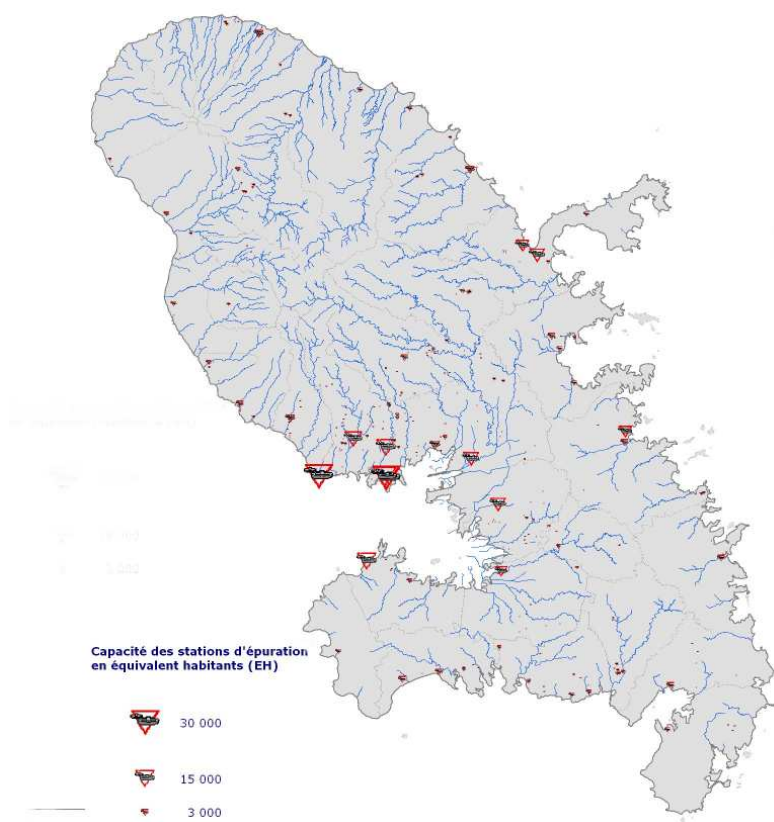 Capacité des stations d'épuration
en équivalent habitants (EH)
30 000
15 000
3 000